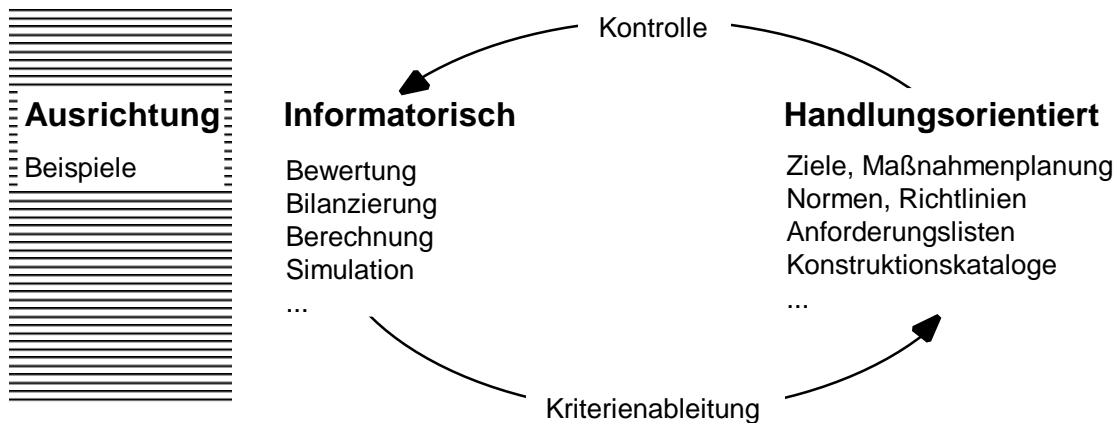 Kontrolle
Ausrichtung
Beispiele
Informatorisch
Bewertung
Bilanzierung
Berechnung
Simulation
...
Handlungsorientiert
Ziele, Maßnahmenplanung
Normen, Richtlinien
Anforderungslisten
Konstruktionskataloge
...
Kriterienableitung